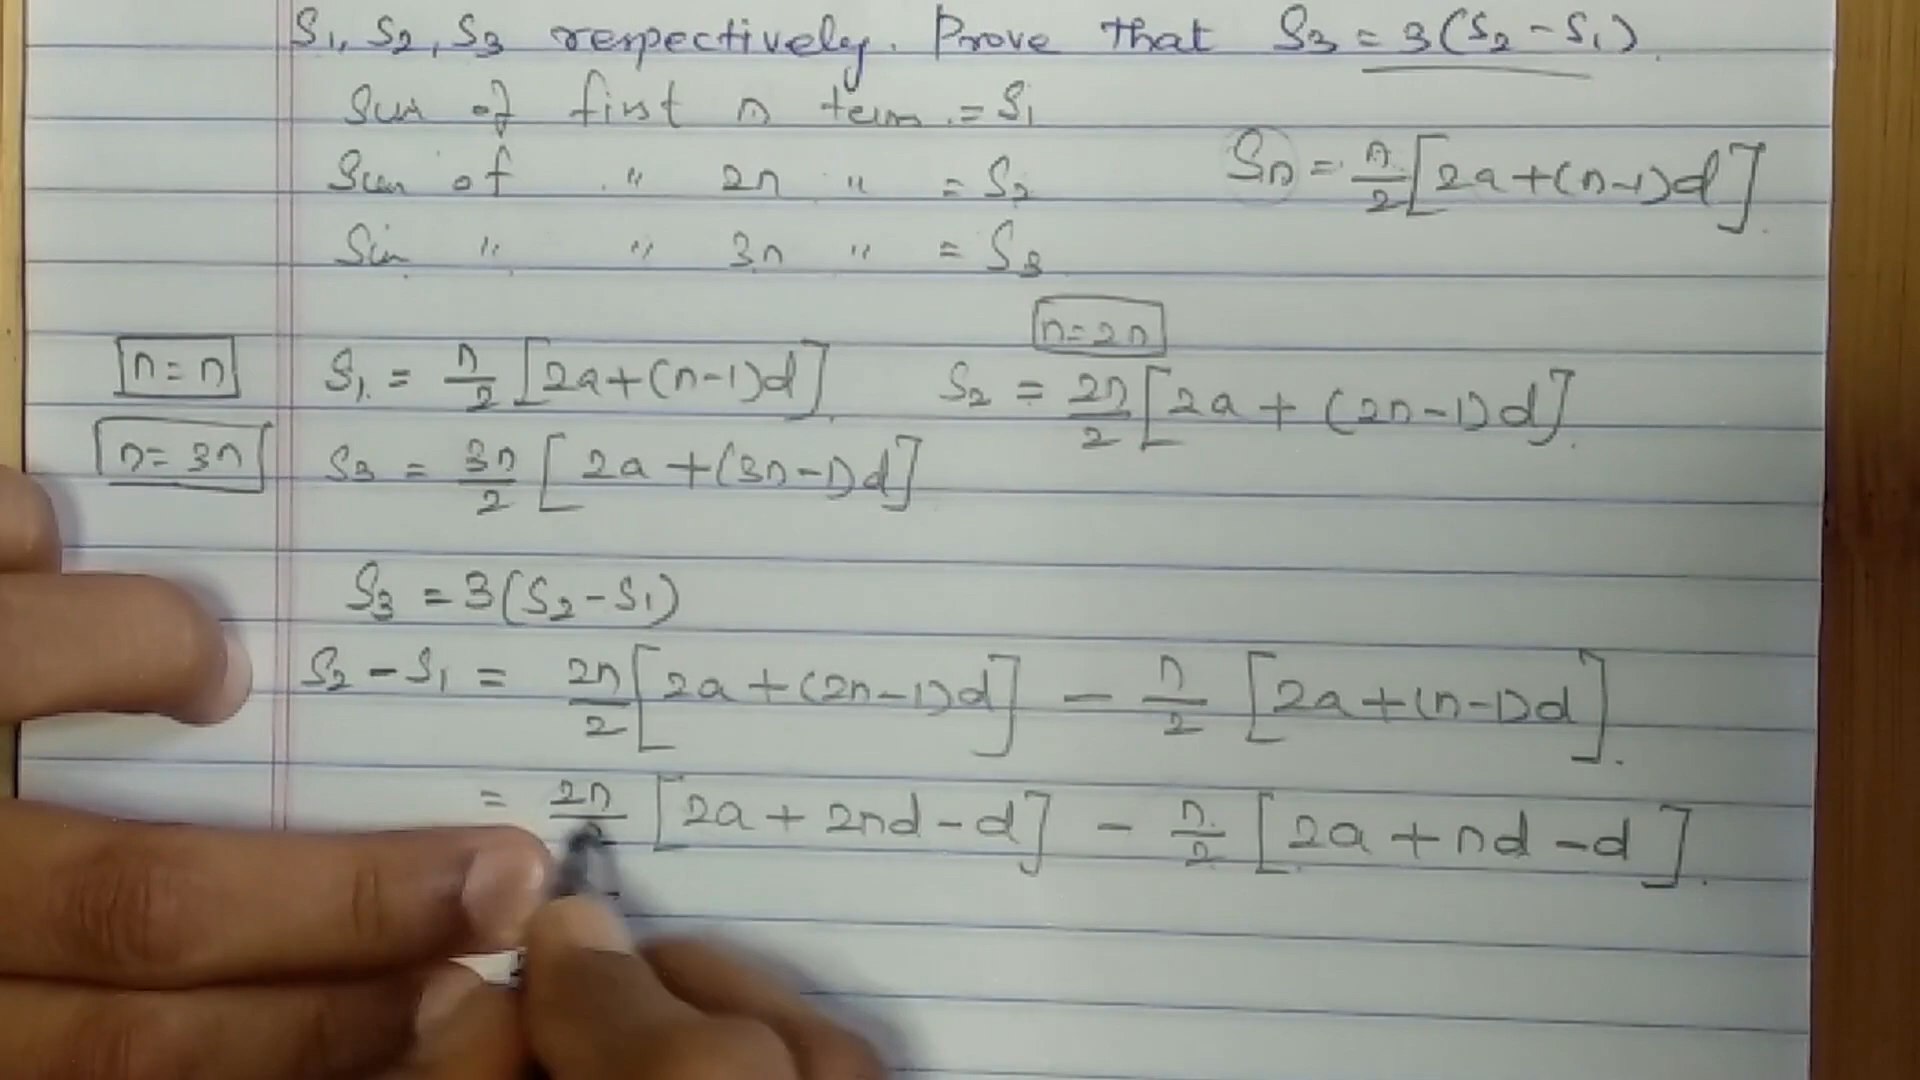 S₁, S₂, S₃ respectively. Prove that S₃ = 3(S₂ - S₁).
Sum of first n term. = S₁
Sum of " 2n " = S₂
Sₙ = n/2 [2a + (n-1)d].
Sum " " 3n " = S₃
n = 2n
n = n S₁ = n/2 [2a + (n-1)d]. S₂ = 2n/2 [2a + (2n-1)d].
n = 3n S₃ = 3n/2 [2a + (3n-1)d]
S₃ = 3(S₂ - S₁)
S₂ - S₁ = 2n/2 [2a + (2n-1)d] - n/2 [2a + (n-1)d].
= 2n/2 [2a + 2nd - d] - n/2 [2a + nd - d].